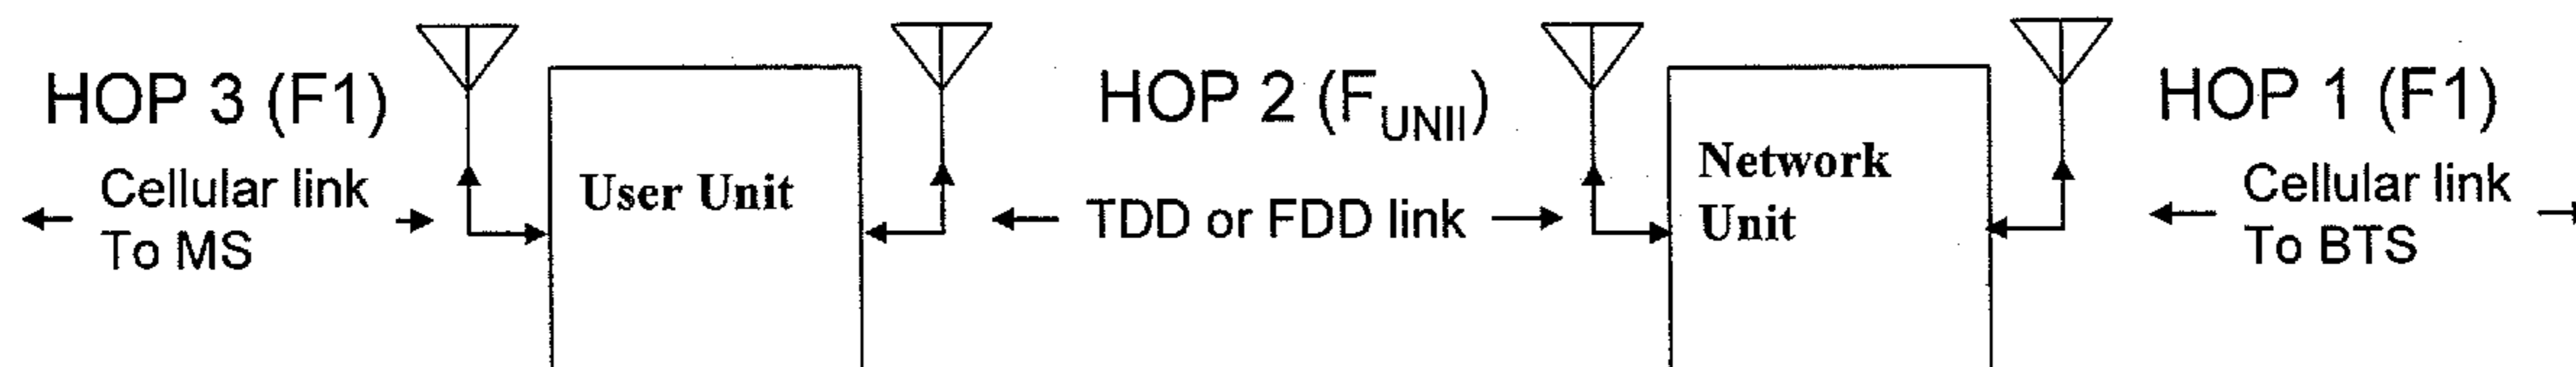 HOP 3 (F1)
Cellular link
To MS
User Unit
HOP 2 (FUNII)
TDD or FDD link
Network
Unit
HOP 1 (F1)
Cellular link
To BTS